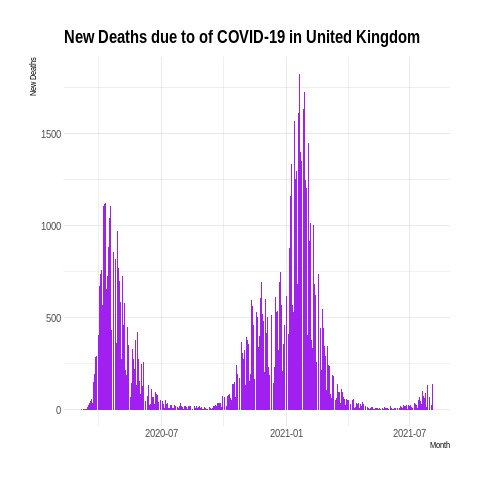 New Deaths due to of COVID-19 in United Kingdom
New Deaths
1500
1000
500
0
2020-07
2021-01
2021-07
Month